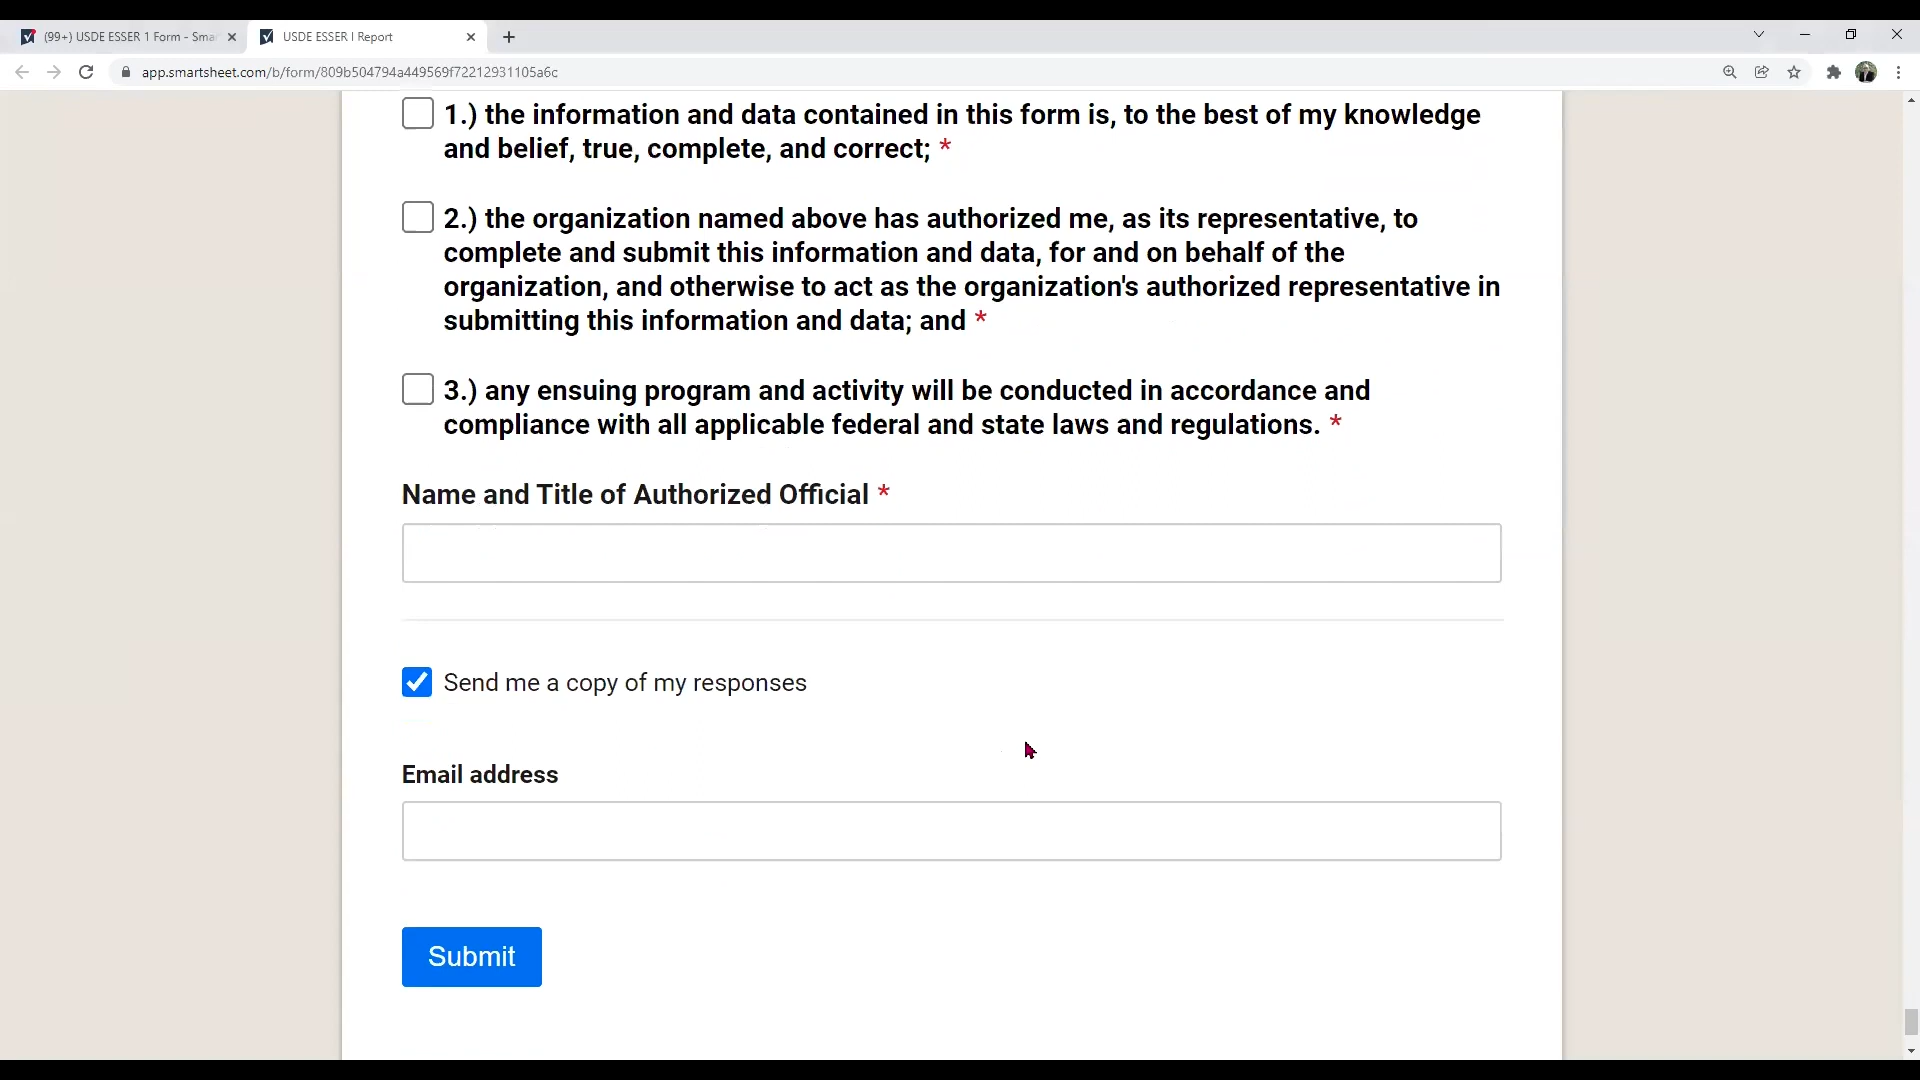 (99+) USDE ESSER 1 Form - Sma
USDE ESSER I Report
app.smartsheet.com/b/form/809b504794a449569f72212931105a6c
1.) the information and data contained in this form is, to the best of my knowledge
and belief, true, complete, and correct; *
2.) the organization named above has authorized me, as its representative, to
complete and submit this information and data, for and on behalf of the
organization, and otherwise to act as the organization's authorized representative in
submitting this information and data; and *
3.) any ensuing program and activity will be conducted in accordance and
compliance with all applicable federal and state laws and regulations. *
Name and Title of Authorized Official *
Send me a copy of my responses
Email address
Submit